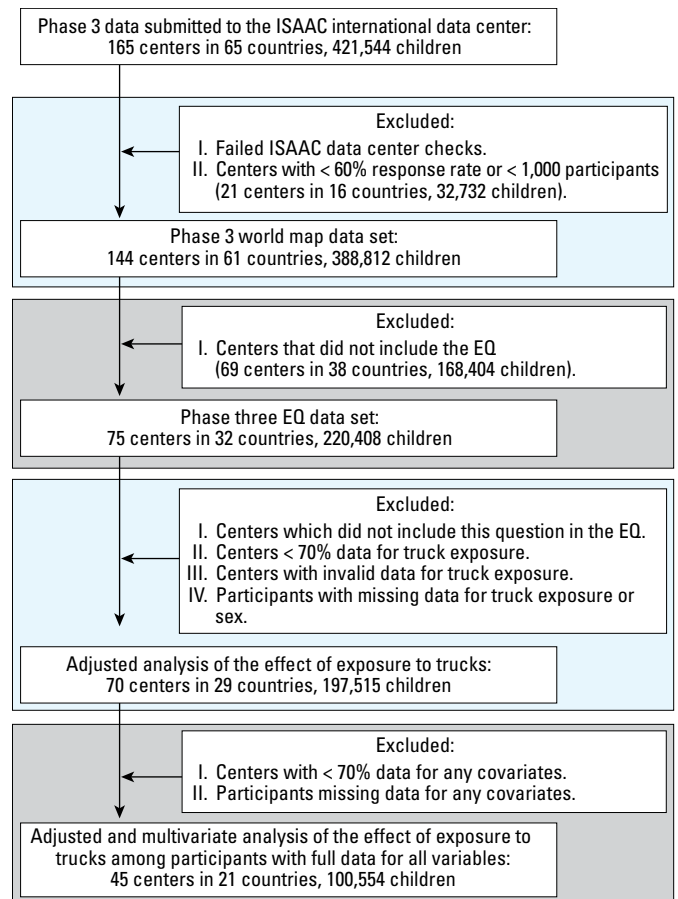 Phase 3 data submitted to the ISAAC international data center:
165 centers in 65 countries, 421,544 children
Excluded:
I. Failed ISAAC data center checks.
II. Centers with < 60% response rate or < 1,000 participants
(21 centers in 16 countries, 32,732 children).
Phase 3 world map data set:
144 centers in 61 countries, 388,812 children
Excluded:
I. Centers that did not include the EQ
(69 centers in 38 countries, 168,404 children).
Phase three EQ data set:
75 centers in 32 countries, 220,408 children
Excluded:
I. Centers which did not include this question in the EQ.
II. Centers < 70% data for truck exposure.
III. Centers with invalid data for truck exposure.
IV. Participants with missing data for truck exposure or
sex.
Adjusted analysis of the effect of exposure to trucks:
70 centers in 29 countries, 197,515 children
Excluded:
I. Centers with < 70% data for any covariates.
II. Participants missing data for any covariates.
Adjusted and multivariate analysis of the effect of exposure to
trucks among participants with full data for all variables:
45 centers in 21 countries, 100,554 children